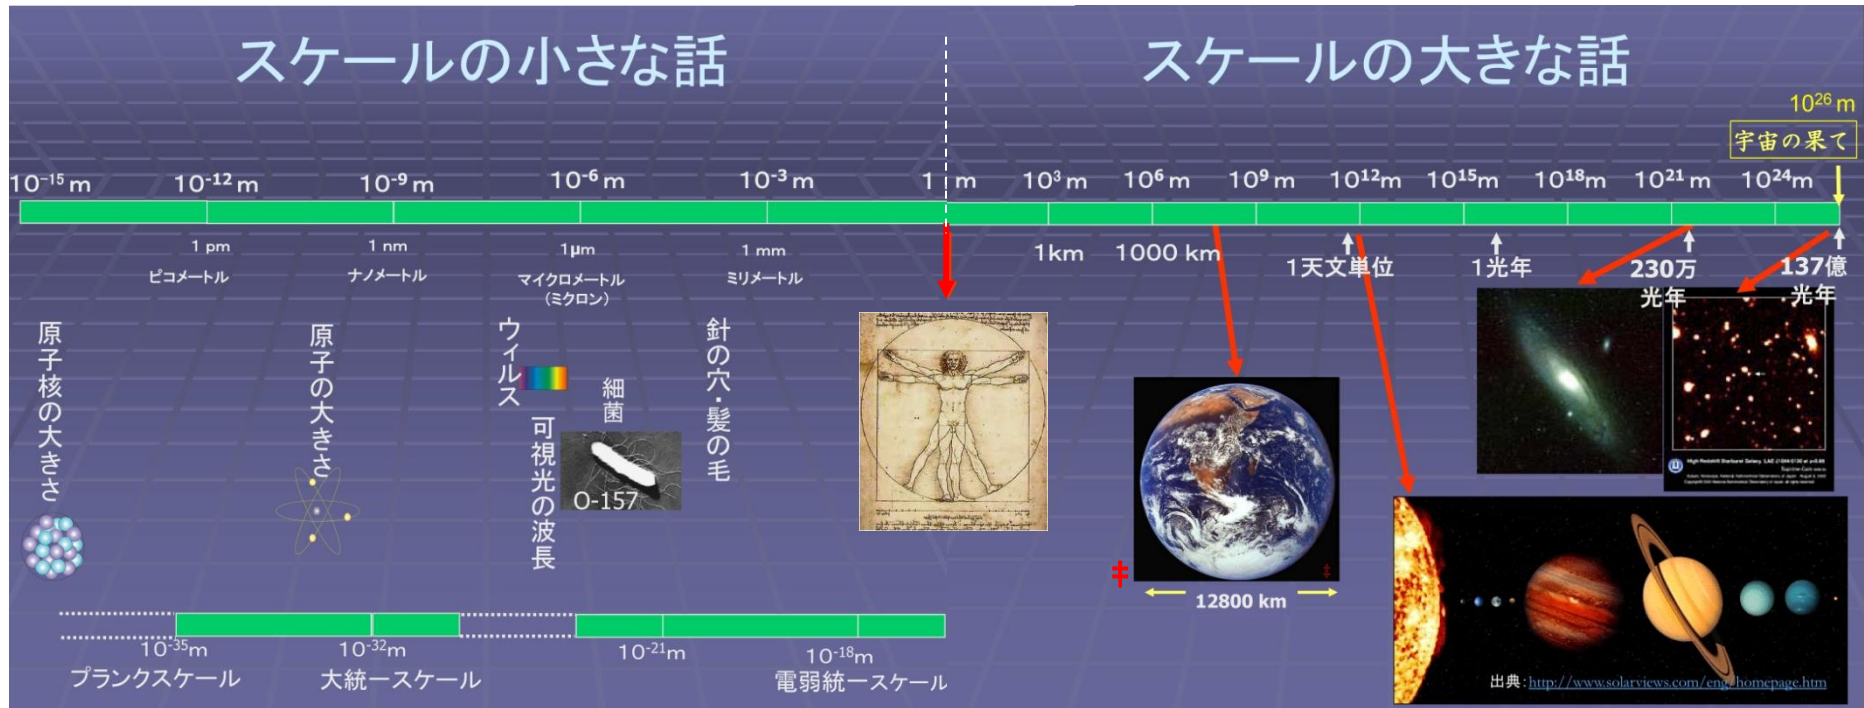 スケールの小さな話
スケールの大きな話
10²⁶ m
宇宙の果て
10⁻¹⁵ m
10⁻¹² m
10⁻⁹ m
10⁻⁶ m
10⁻³ m
1 m
10³ m
10⁶ m
10⁹ m
10¹²m
10¹⁵m
10¹⁸m
10²¹ m
10²⁴m
1 pm
1 nm
1μm
1 mm
1km
1000 km
1天文単位
1光年
230万
光年
137億
光年
ピコメートル
ナノメートル
マイクロメートル
(ミクロン)
ミリメートル
原子核の大きさ
原子の大きさ
ウィルス
可視光の波長
細菌
O-157
針の穴・髪の毛
12800 km
10⁻³⁵m
10⁻³²m
10⁻²¹m
10⁻¹⁸m
プランクスケール
大統一スケール
電弱統一スケール
出典:http://www.solarviews.com/eng/homepage.htm